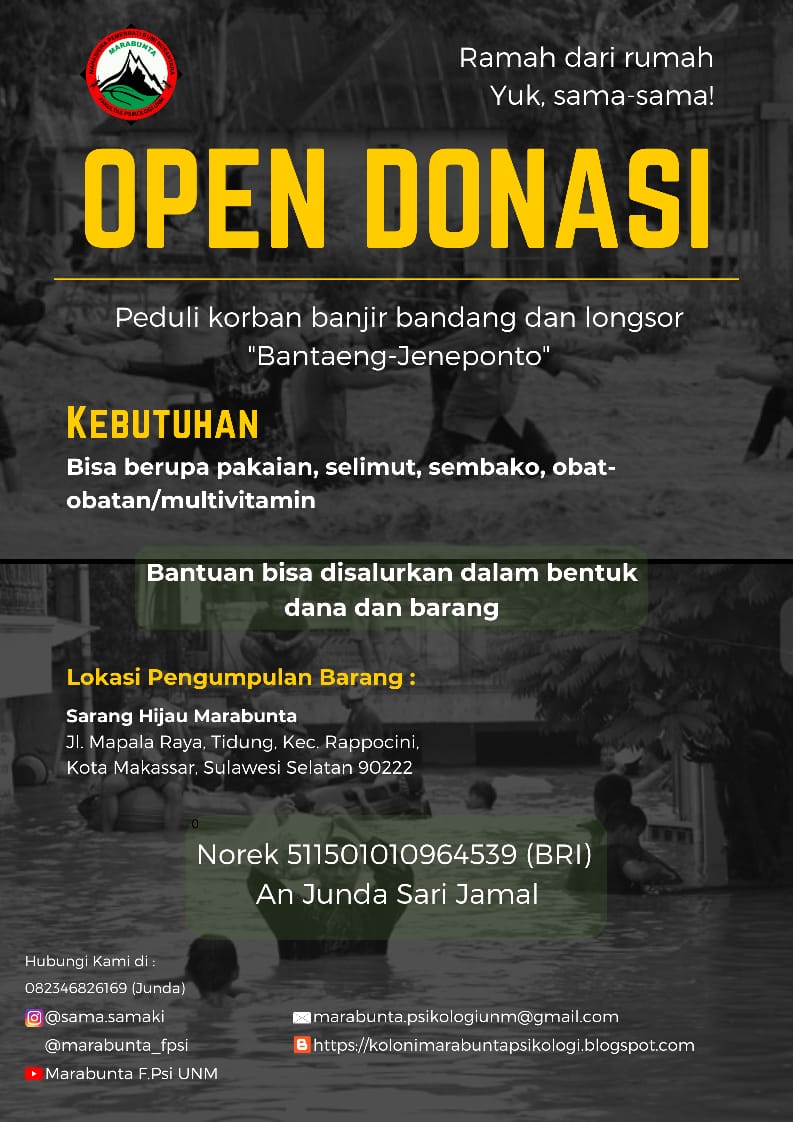 MARABUNTA
FAKULTAS PSIKOLOGI UNM
Ramah dari rumah
Yuk, sama-sama!
OPEN DONASI
Peduli korban banjir bandang dan longsor
"Bantaeng-Jeneponto"
KEBUTUHAN
Bisa berupa pakaian, selimut, sembako, obat-
obatan/multivitamin
Bantuan bisa disalurkan dalam bentuk
dana dan barang
Lokasi Pengumpulan Barang :
Sarang Hijau Marabunta
Jl. Mapala Raya, Tidung, Kec. Rappocini,
Kota Makassar, Sulawesi Selatan 90222
0
Norek 511501010964539 (BRI)
An Junda Sari Jamal
Hubungi Kami di :
082346826169 (Junda)
@sama.samaki
@marabunta_fpsi
Marabunta F.Psi UNM
marabunta.psikologiunm@gmail.com
https://kolonimarabuntapsikologi.blogspot.com